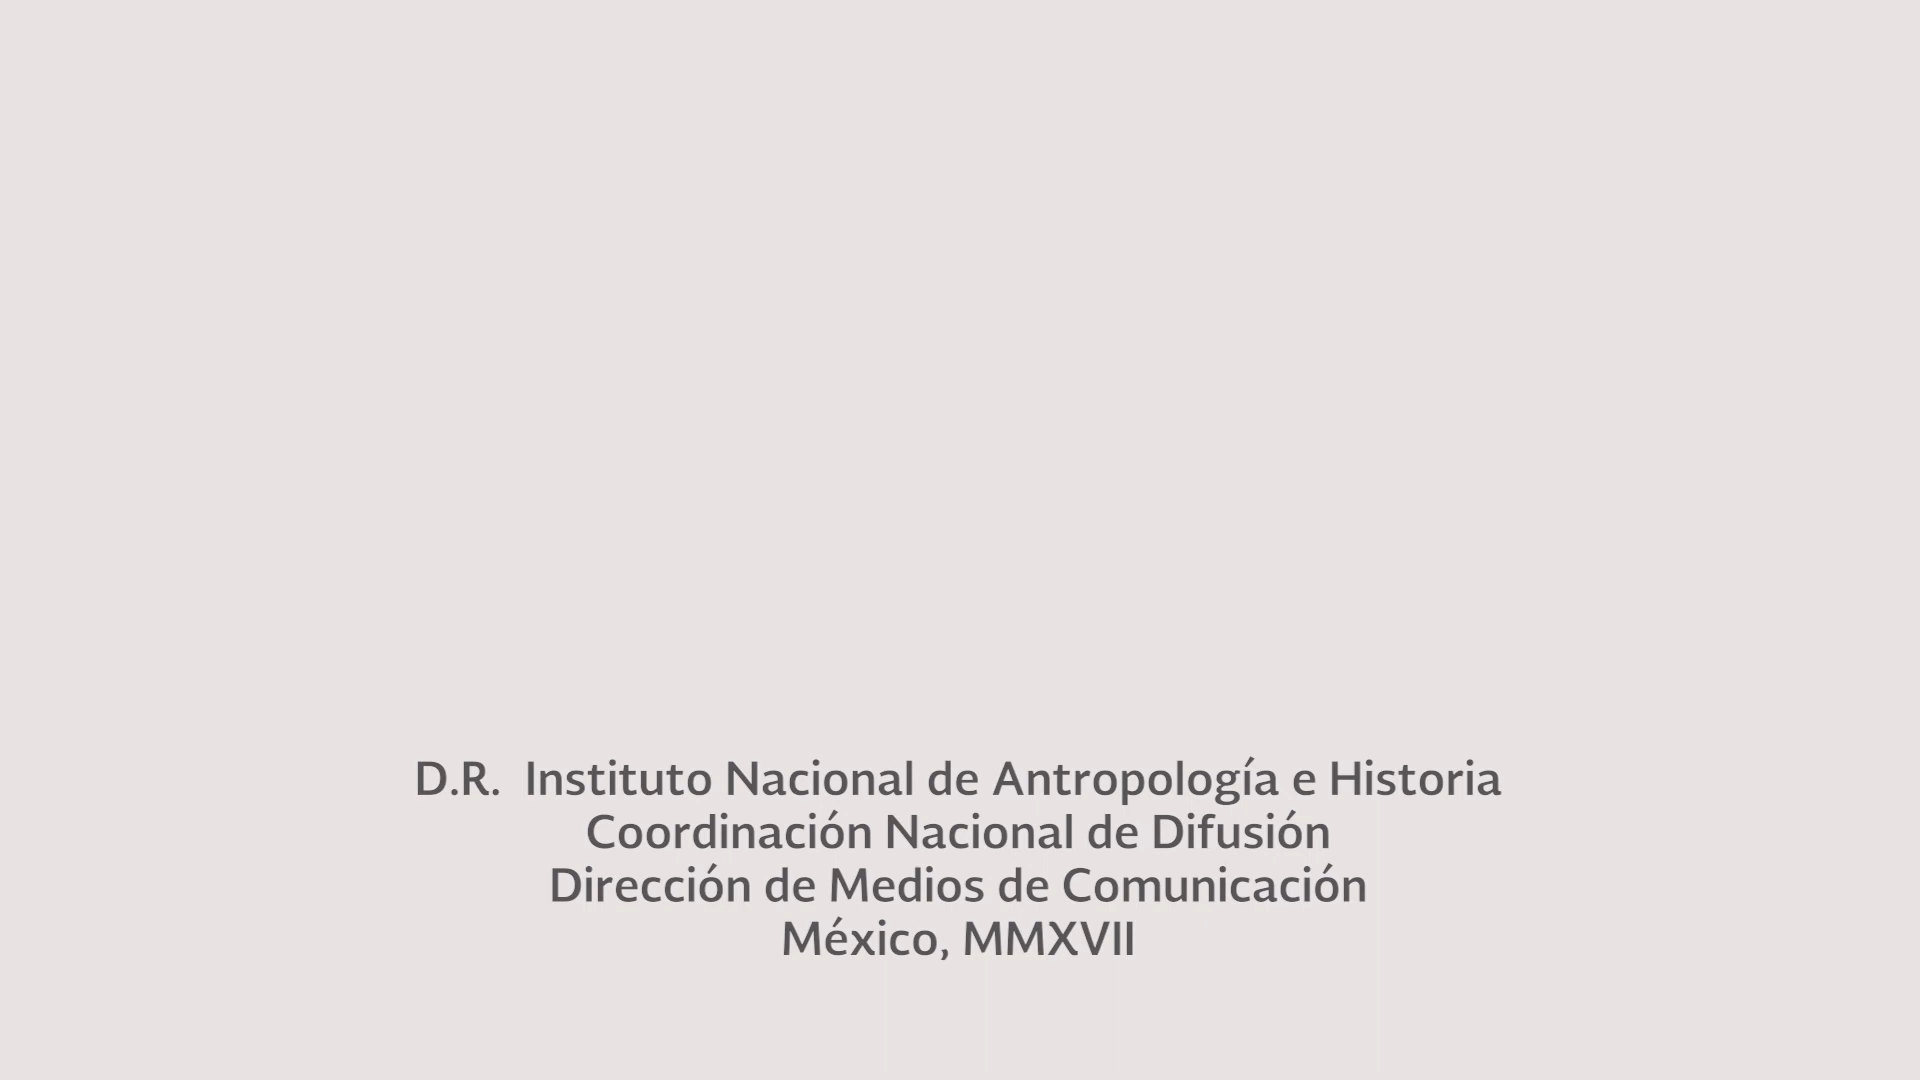 D.R.  Instituto Nacional de Antropología e Historia
Coordinación Nacional de Difusión
Dirección de Medios de Comunicación
México, MMXVII